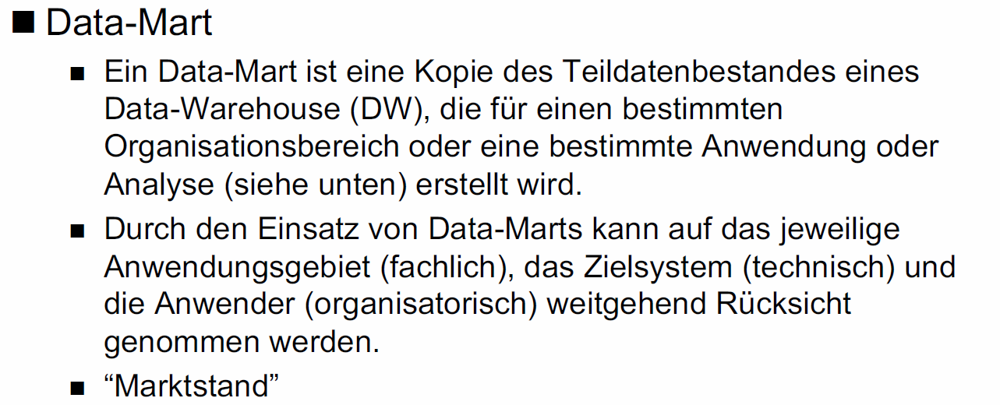 Data-Mart
Ein Data-Mart ist eine Kopie des Teildatenbestandes eines
Data-Warehouse (DW), die für einen bestimmten
Organisationsbereich oder eine bestimmte Anwendung oder
Analyse (siehe unten) erstellt wird.
Durch den Einsatz von Data-Marts kann auf das jeweilige
Anwendungsgebiet (fachlich), das Zielsystem (technisch) und
die Anwender (organisatorisch) weitgehend Rücksicht
genommen werden.
“Marktstand”